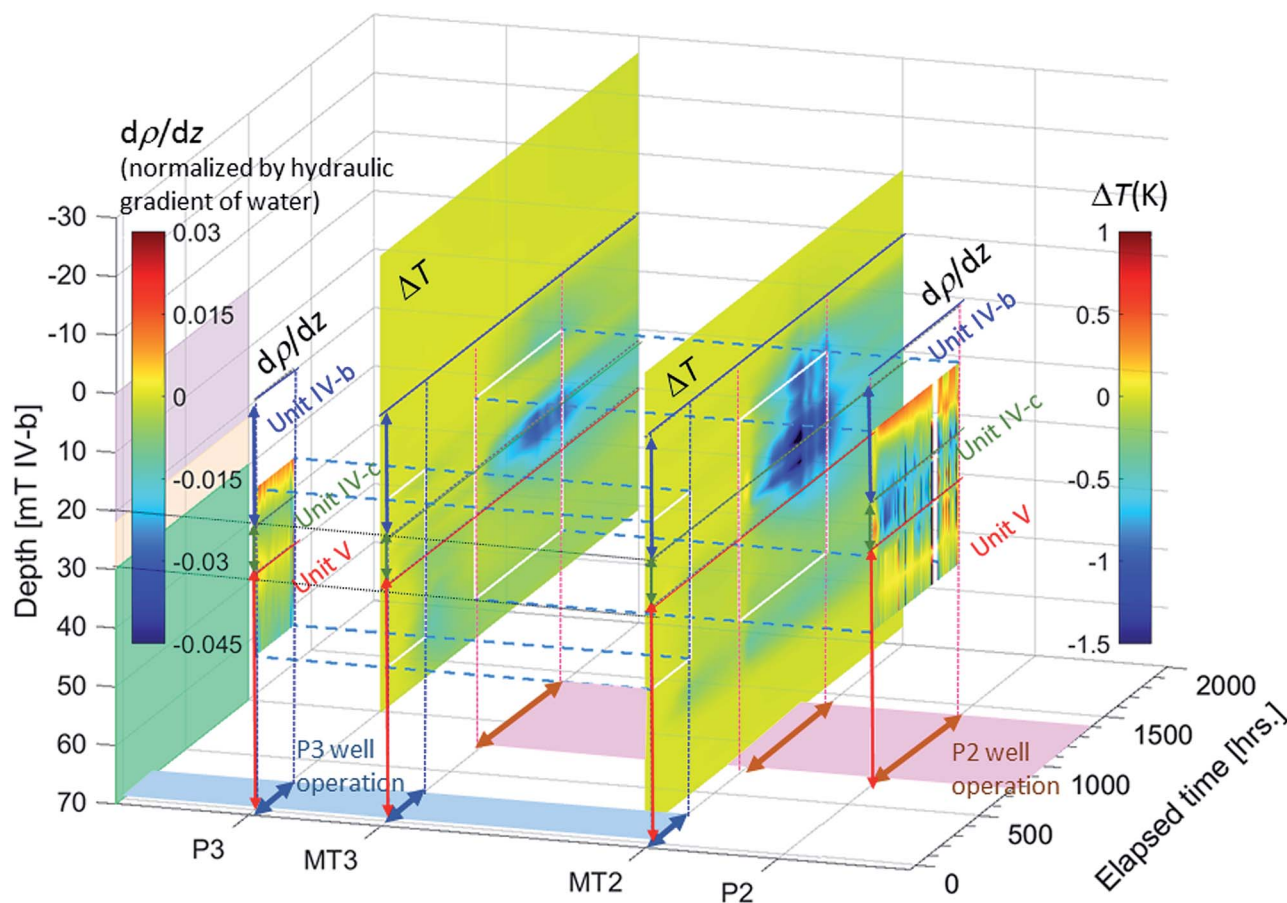 dρ/dz
(normalized by hydraulic
gradient of water)
0.03
0.015
0
-0.015
-0.03
-0.045
Depth [mT IV-b]
-30
-20
-10
0
10
20
30
40
50
60
70
dρ/dz
Unit IV-b
Unit IV-c
Unit V
ΔT
ΔT
dρ/dz
Unit IV-b
Unit IV-c
Unit V
ΔT(K)
1
0.5
0
-0.5
-1
-1.5
P3 well
operation
P2 well
operation
P3
MT3
MT2
P2
0
500
1000
1500
2000
Elapsed time [hrs.]